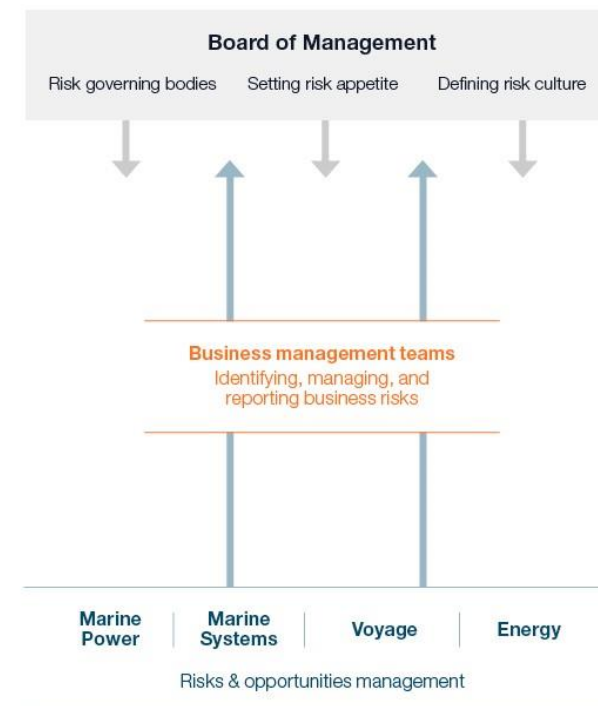 Board of Management
Risk governing bodies Setting risk appetite Defining risk culture
Business management teams
Identifying, managing, and
reporting business risks
Marine Power
Marine Systems
Voyage
Energy
Risks & opportunities management